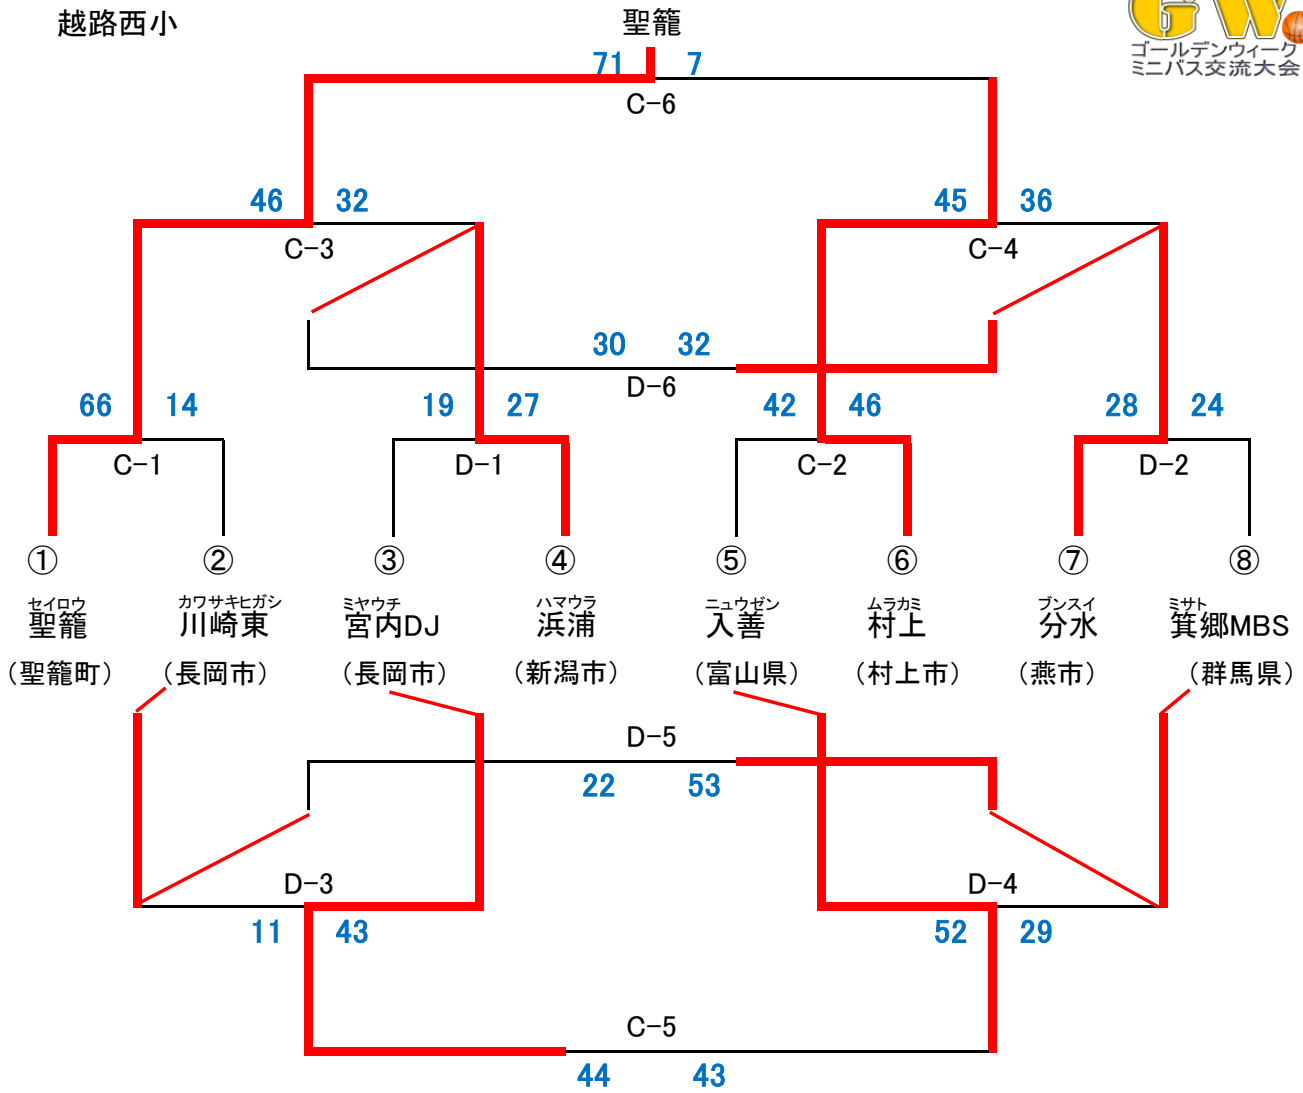 越路西小
聖籠
GW
ゴールデンウィーク
ミニバス交流大会
71 7
C-6
46 32
45 36
C-3
C-4
30 32
D-6
66 14
19 27
42 46
28 24
C-1
D-1
C-2
D-2
① ② ③ ④ ⑤ ⑥ ⑦ ⑧
セイロウ カワサキヒガシ ミヤウチ ハマウラ ニュウゼン ムラカミ ブンスイ ミサト
聖籠 川崎東 宮内DJ 浜浦 入善 村上 分水 箕郷MBS
（聖籠町） （長岡市） （長岡市） （新潟市） （富山県） （村上市） （燕市） （群馬県）
D-5
22 53
D-3
D-4
11 43
52 29
C-5
44 43